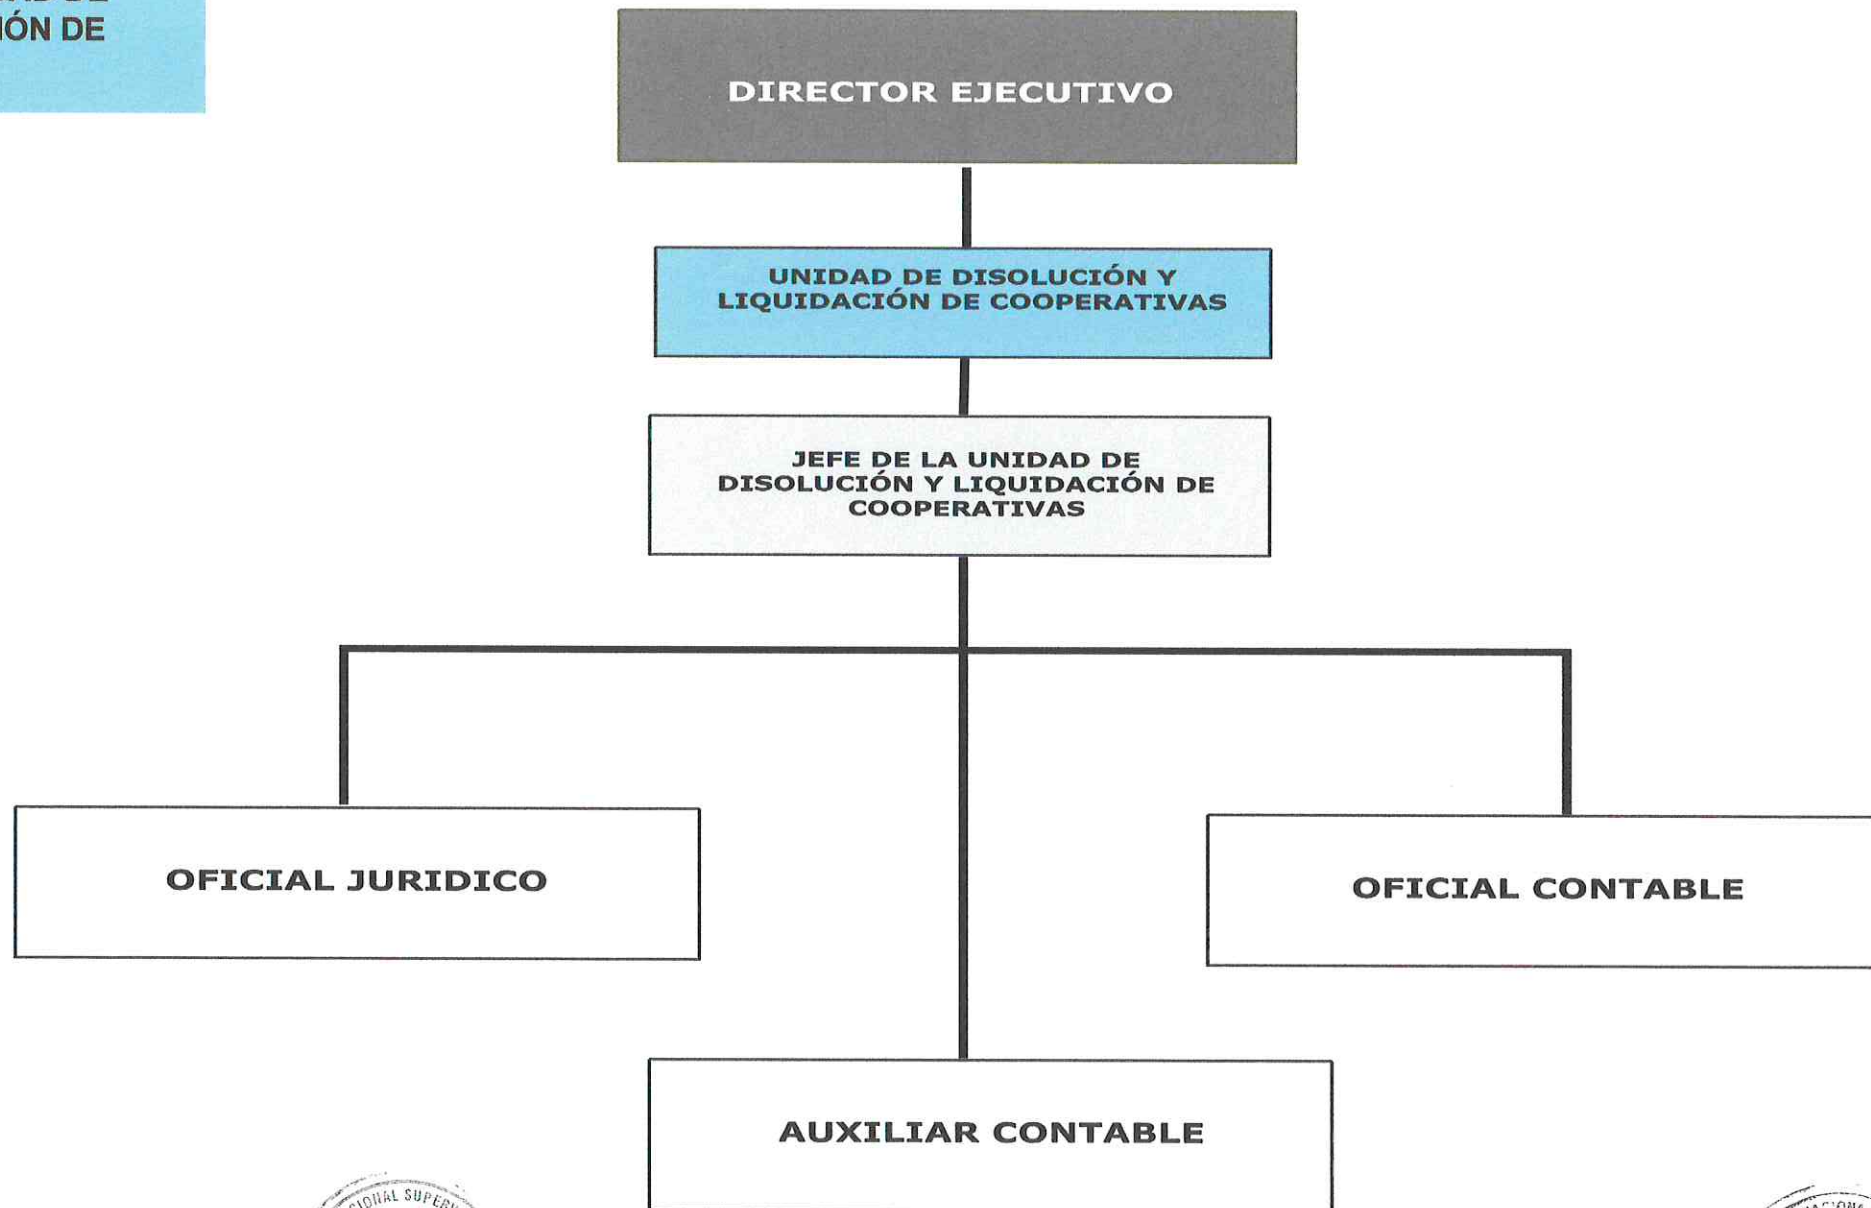 IÓN DE
DIRECTOR EJECUTIVO
UNIDAD DE DISOLUCIÓN Y
LIQUIDACIÓN DE COOPERATIVAS
JEFE DE LA UNIDAD DE
DISOLUCIÓN Y LIQUIDACIÓN DE
COOPERATIVAS
OFICIAL JURIDICO
OFICIAL CONTABLE
AUXILIAR CONTABLE